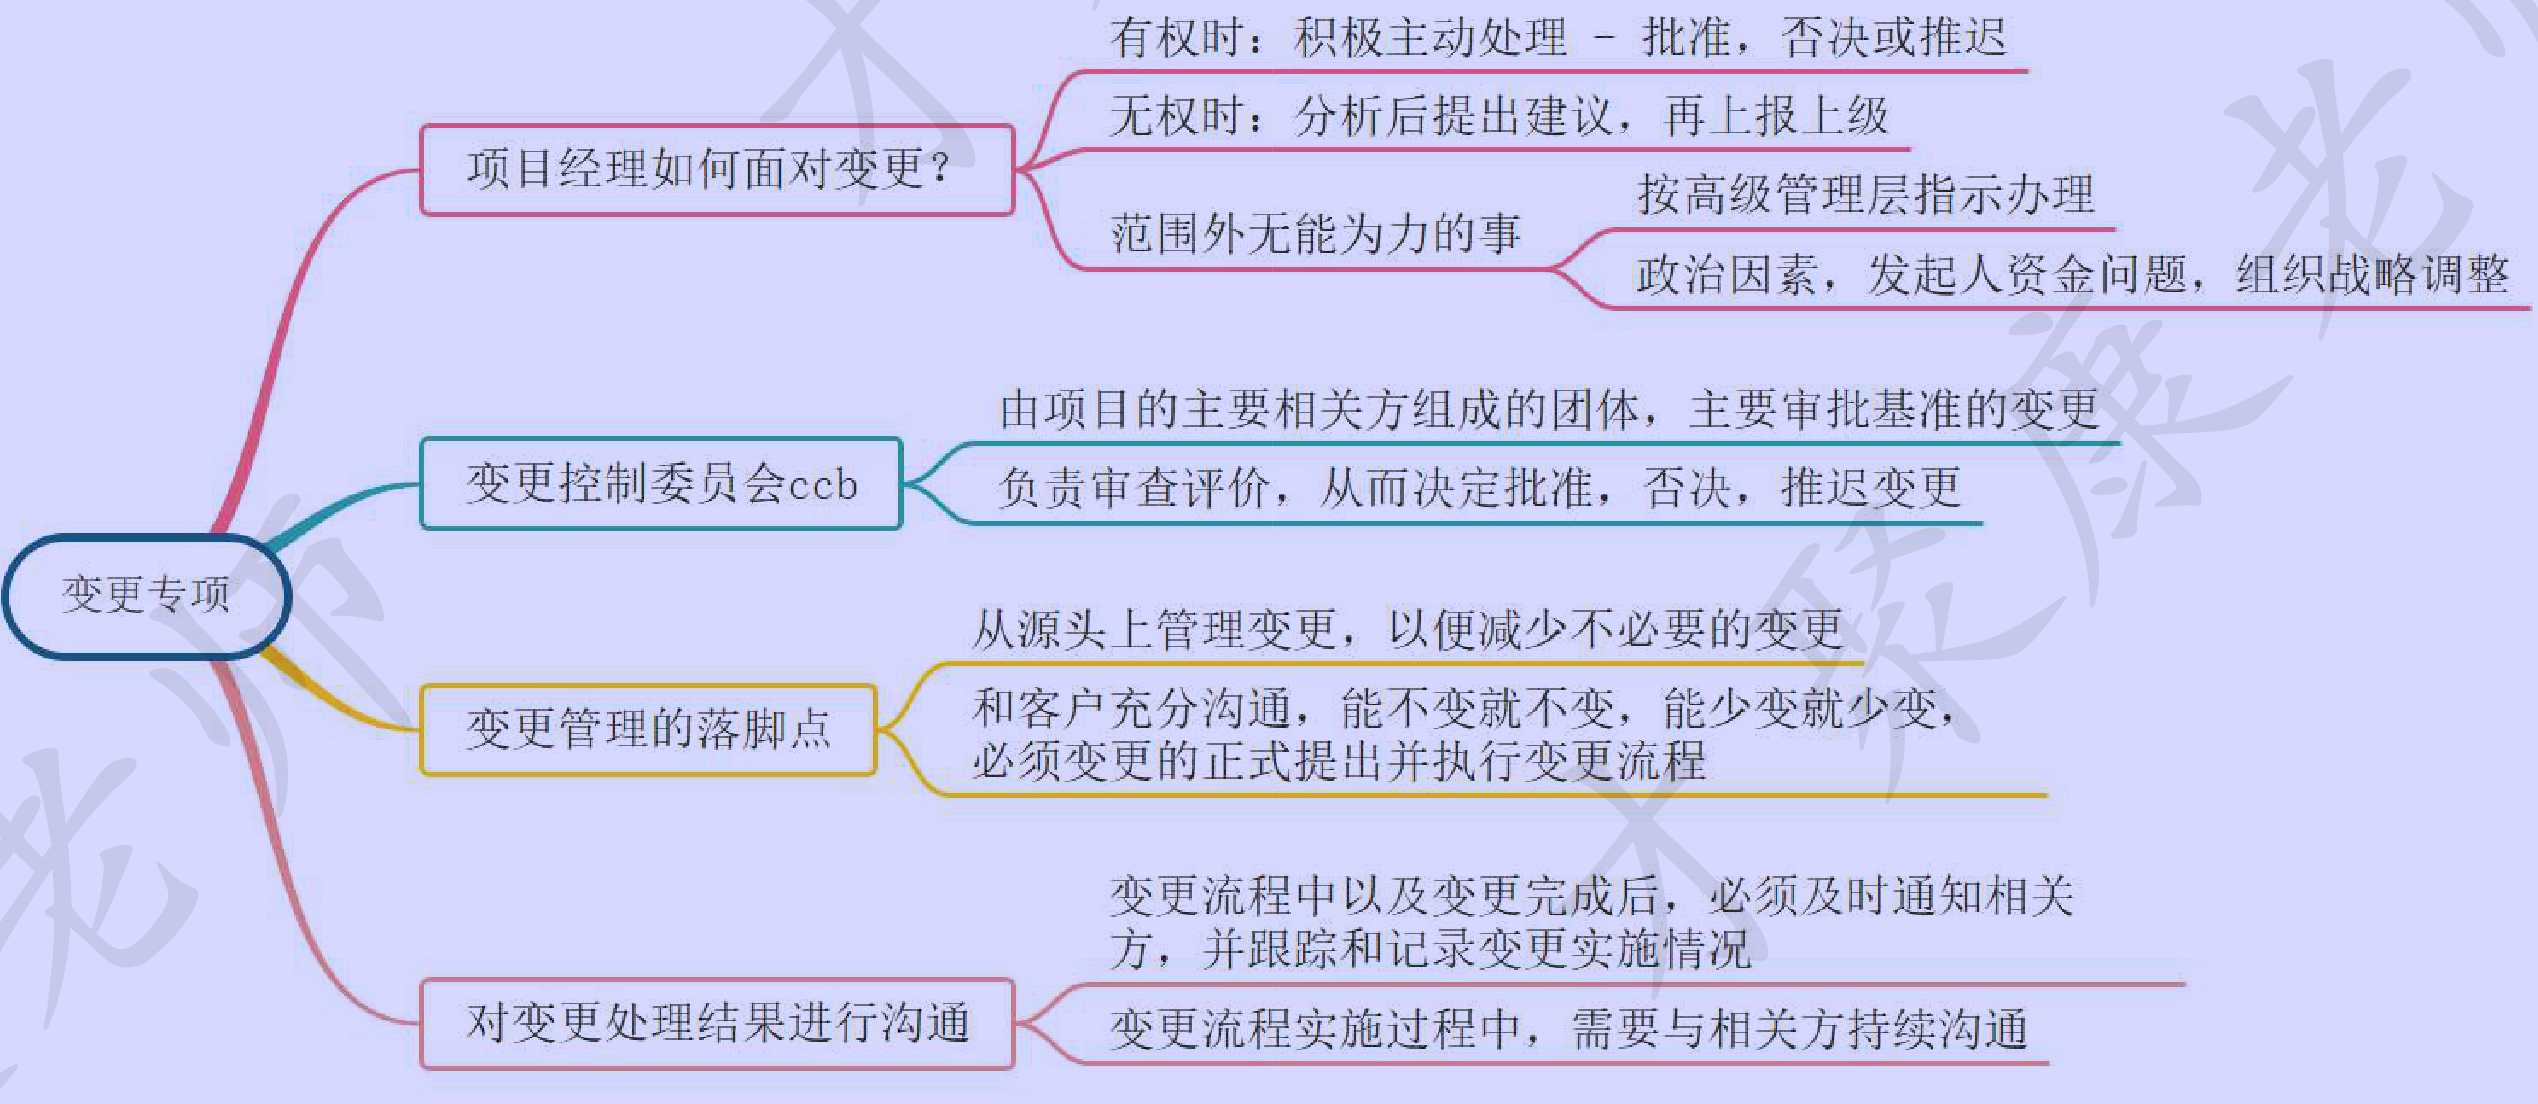 有权时：积极主动处理 - 批准，否决或推迟
无权时：分析后提出建议，再上报上级
项目经理如何面对变更？
按高级管理层指示办理
范围外无能为力的事
政治因素，发起人资金问题，组织战略调整
由项目的主要相关方组成的团体，主要审批基准的变更
变更控制委员会ccb
负责审查评价，从而决定批准，否决，推迟变更
变更专项
从源头上管理变更，以便减少不必要的变更
变更管理的落脚点
和客户充分沟通，能不变就不变，能少变就少变，
必须变更的正式提出并执行变更流程
变更流程中以及变更完成后，必须及时通知相关
方，并跟踪和记录变更实施情况
对变更处理结果进行沟通
变更流程实施过程中，需要与相关方持续沟通
才聚康老师
老师